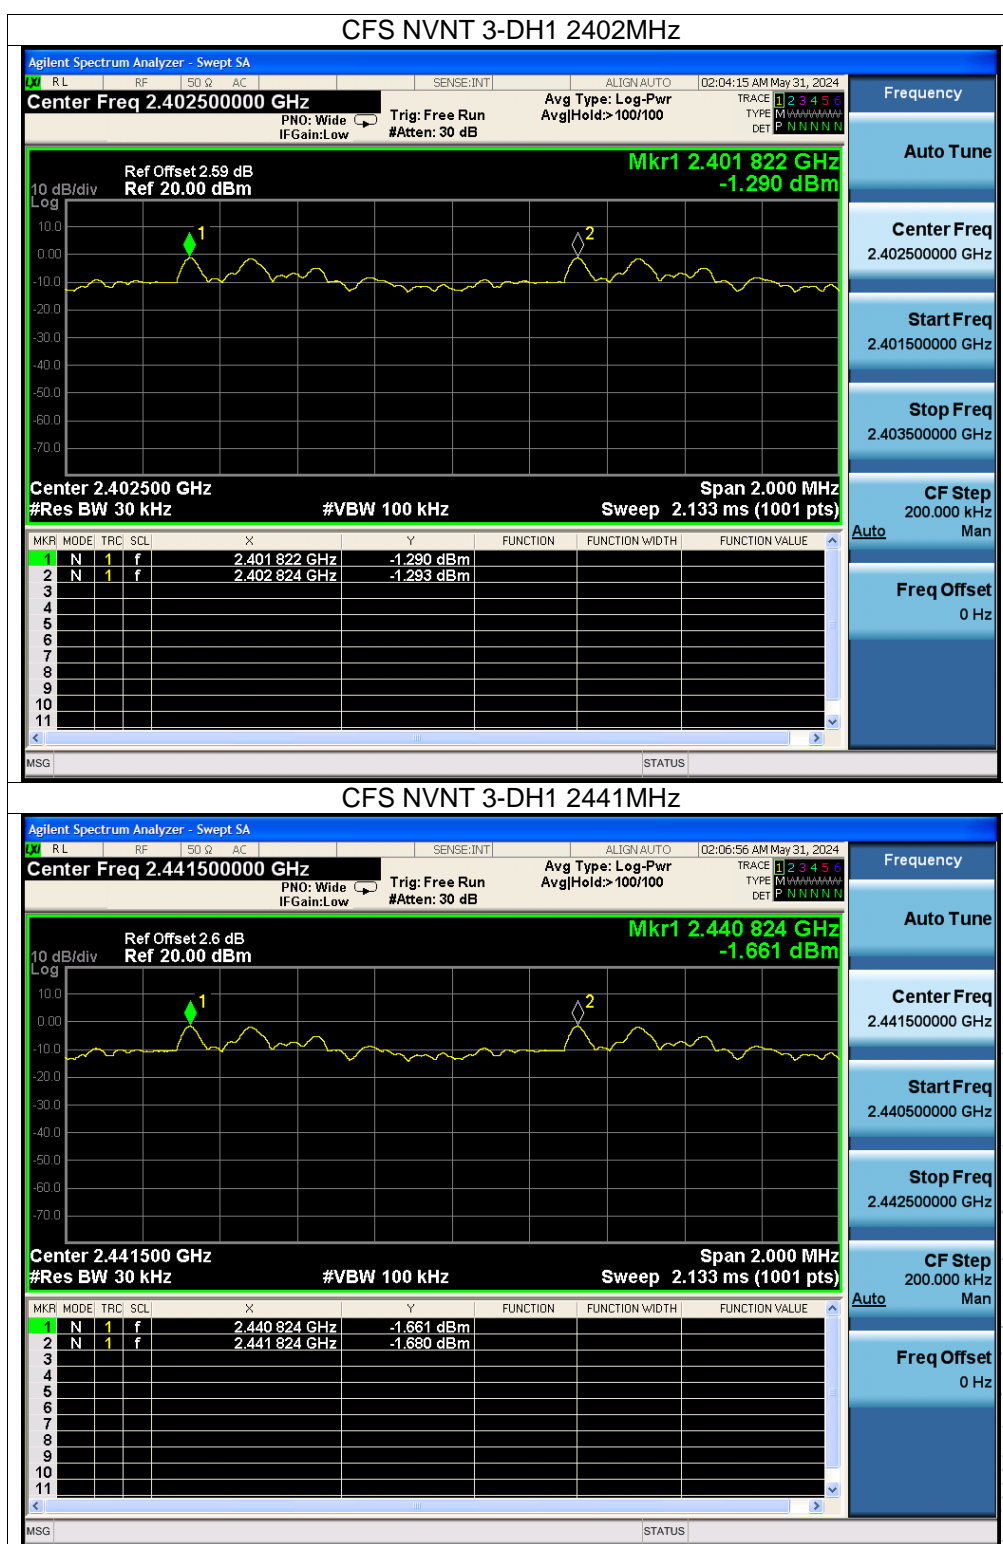 CFS NVNT 3-DH1 2402MHz
Agilent Spectrum Analyzer - Swept SA
LXI RL RF 50 Ω AC SENSE:INT ALIGN AUTO 02:04:15 AM May 31, 2024
Center Freq 2.402500000 GHz
PNO: Wide
IFGain:Low
Trig: Free Run
#Atten: 30 dB
Avg Type: Log-Pwr
Avg|Hold:>100/100
TRACE 1 2 3 4 5 6
TYPE MWWWWW
DET P N N N N N
Frequency
Auto Tune
Center Freq
2.402500000 GHz
Start Freq
2.401500000 GHz
Stop Freq
2.403500000 GHz
CF Step
200.000 kHz
Auto Man
Freq Offset
0 Hz
Mkr1 2.401 822 GHz
-1.290 dBm
Ref Offset 2.59 dB
10 dB/div Ref 20.00 dBm
Log
10.0
0.00
-10.0
-20.0
-30.0
-40.0
-50.0
-60.0
-70.0
1
2
Center 2.402500 GHz Span 2.000 MHz
#Res BW 30 kHz #VBW 100 kHz Sweep 2.133 ms (1001 pts)
MKR MODE TRC SCL X Y FUNCTION FUNCTION WIDTH FUNCTION VALUE
1 N 1 f 2.401 822 GHz -1.290 dBm
2 N 1 f 2.402 824 GHz -1.293 dBm
3
4
5
6
7
8
9
10
11
MSG STATUS
CFS NVNT 3-DH1 2441MHz
Agilent Spectrum Analyzer - Swept SA
LXI RL RF 50 Ω AC SENSE:INT ALIGN AUTO 02:06:56 AM May 31, 2024
Center Freq 2.441500000 GHz
PNO: Wide
IFGain:Low
Trig: Free Run
#Atten: 30 dB
Avg Type: Log-Pwr
Avg|Hold:>100/100
TRACE 1 2 3 4 5 6
TYPE MWWWWW
DET P N N N N N
Frequency
Auto Tune
Center Freq
2.441500000 GHz
Start Freq
2.440500000 GHz
Stop Freq
2.442500000 GHz
CF Step
200.000 kHz
Auto Man
Freq Offset
0 Hz
Mkr1 2.440 824 GHz
-1.661 dBm
Ref Offset 2.6 dB
10 dB/div Ref 20.00 dBm
Log
10.0
0.00
-10.0
-20.0
-30.0
-40.0
-50.0
-60.0
-70.0
1
2
Center 2.441500 GHz Span 2.000 MHz
#Res BW 30 kHz #VBW 100 kHz Sweep 2.133 ms (1001 pts)
MKR MODE TRC SCL X Y FUNCTION FUNCTION WIDTH FUNCTION VALUE
1 N 1 f 2.440 824 GHz -1.661 dBm
2 N 1 f 2.441 824 GHz -1.680 dBm
3
4
5
6
7
8
9
10
11
MSG STATUS